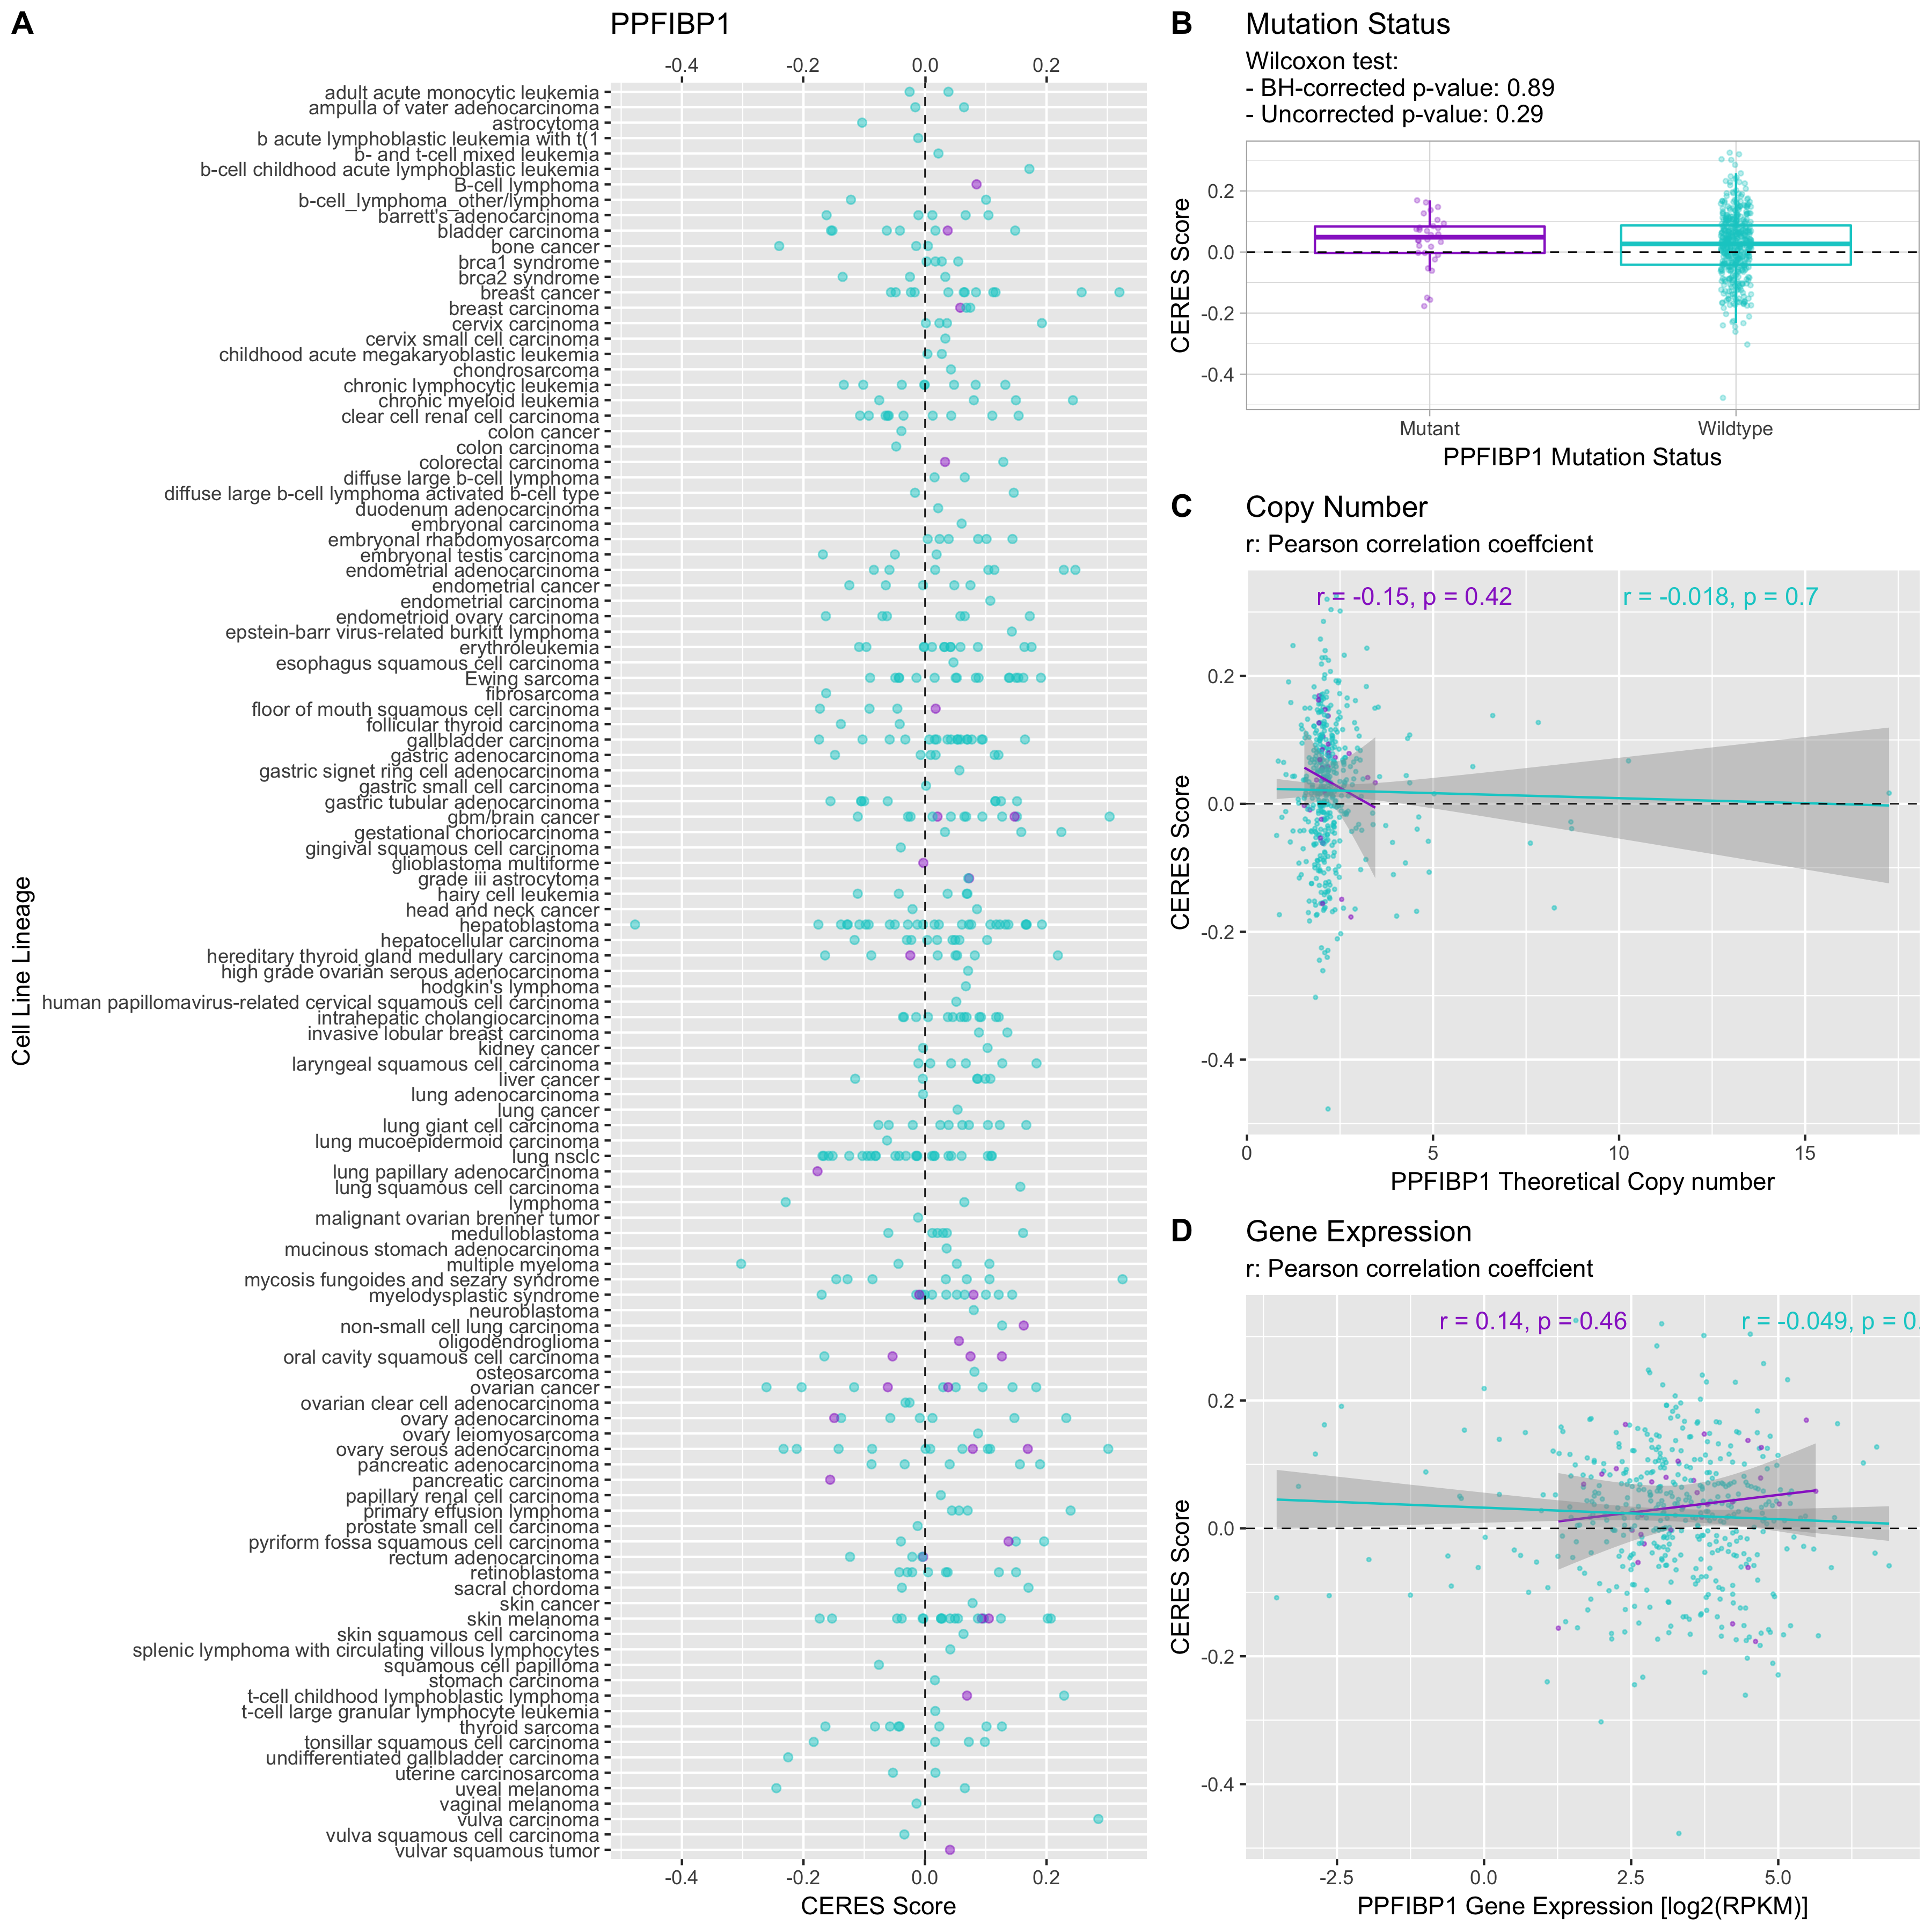 A
PPFIBP1
-0.4 -0.2 0.0 0.2
adult acute monocytic leukemia
ampulla of vater adenocarcinoma
astrocytoma
b acute lymphoblastic leukemia with t(1
b- and t-cell mixed leukemia
b-cell childhood acute lymphoblastic leukemia
B-cell lymphoma
b-cell_lymphoma_other/lymphoma
barrett's adenocarcinoma
bladder carcinoma
bone cancer
brca1 syndrome
brca2 syndrome
breast cancer
breast carcinoma
cervix carcinoma
cervix small cell carcinoma
childhood acute megakaryoblastic leukemia
chondrosarcoma
chronic lymphocytic leukemia
chronic myeloid leukemia
clear cell renal cell carcinoma
colon cancer
colon carcinoma
colorectal carcinoma
diffuse large b-cell lymphoma
diffuse large b-cell lymphoma activated b-cell type
duodenum adenocarcinoma
embryonal carcinoma
embryonal rhabdomyosarcoma
embryonal testis carcinoma
endometrial adenocarcinoma
endometrial cancer
endometrial carcinoma
endometrioid ovary carcinoma
epstein-barr virus-related burkitt lymphoma
erythroleukemia
esophagus squamous cell carcinoma
Ewing sarcoma
fibrosarcoma
floor of mouth squamous cell carcinoma
follicular thyroid carcinoma
gallbladder carcinoma
gastric adenocarcinoma
gastric signet ring cell adenocarcinoma
gastric small cell carcinoma
gastric tubular adenocarcinoma
gbm/brain cancer
gestational choriocarcinoma
gingival squamous cell carcinoma
glioblastoma multiforme
grade iii astrocytoma
hairy cell leukemia
head and neck cancer
hepatoblastoma
hepatocellular carcinoma
hereditary thyroid gland medullary carcinoma
high grade ovarian serous adenocarcinoma
hodgkin's lymphoma
human papillomavirus-related cervical squamous cell carcinoma
intrahepatic cholangiocarcinoma
invasive lobular breast carcinoma
kidney cancer
laryngeal squamous cell carcinoma
liver cancer
lung adenocarcinoma
lung cancer
lung giant cell carcinoma
lung mucoepidermoid carcinoma
lung nsclc
lung papillary adenocarcinoma
lung squamous cell carcinoma
lymphoma
malignant ovarian brenner tumor
medulloblastoma
mucinous stomach adenocarcinoma
multiple myeloma
mycosis fungoides and sezary syndrome
myelodysplastic syndrome
neuroblastoma
non-small cell lung carcinoma
oligodendroglioma
oral cavity squamous cell carcinoma
osteosarcoma
ovarian cancer
ovarian clear cell adenocarcinoma
ovary adenocarcinoma
ovary leiomyosarcoma
ovary serous adenocarcinoma
pancreatic adenocarcinoma
pancreatic carcinoma
papillary renal cell carcinoma
primary effusion lymphoma
prostate small cell carcinoma
pyriform fossa squamous cell carcinoma
rectum adenocarcinoma
retinoblastoma
sacral chordoma
skin cancer
skin melanoma
skin squamous cell carcinoma
splenic lymphoma with circulating villous lymphocytes
squamous cell papilloma
stomach carcinoma
t-cell childhood lymphoblastic lymphoma
t-cell large granular lymphocyte leukemia
thyroid sarcoma
tonsillar squamous cell carcinoma
undifferentiated gallbladder carcinoma
uterine carcinosarcoma
uveal melanoma
vaginal melanoma
vulva carcinoma
vulva squamous cell carcinoma
vulvar squamous tumor
-0.4 -0.2 0.0 0.2
CERES Score
Cell Line Lineage
B
Mutation Status
Wilcoxon test:
- BH-corrected p-value: 0.89
- Uncorrected p-value: 0.29
0.2
0.0
-0.2
-0.4
CERES Score
Mutant Wildtype
PPFIBP1 Mutation Status
C
Copy Number
r: Pearson correlation coeffcient
r = -0.15, p = 0.42 r = -0.018, p = 0.7
0.2
0.0
-0.2
-0.4
CERES Score
0 5 10 15
PPFIBP1 Theoretical Copy number
D
Gene Expression
r: Pearson correlation coeffcient
r = 0.14, p = 0.46 r = -0.049, p = 0.
0.2
0.0
-0.2
-0.4
CERES Score
-2.5 0.0 2.5 5.0
PPFIBP1 Gene Expression [log2(RPKM)]